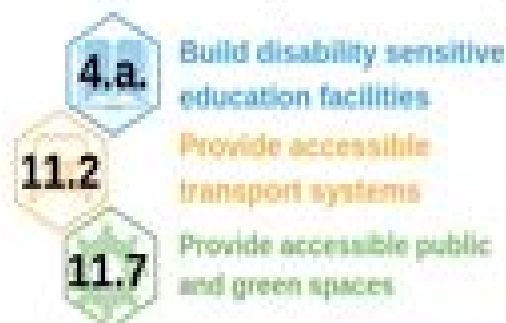 4.a.
Build disability sensitive
education facilities
11.2
Provide accessible
transport systems
11.7
Provide accessible public
and green spaces